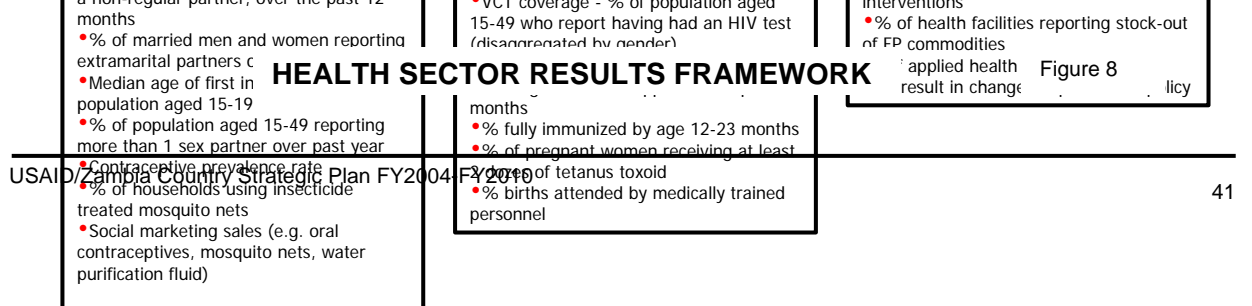 a non-regular partner, over the past 12
months
•% of married men and women reporting
extramarital partners
•Median age of first in
population aged 15-19
•% of population aged 15-49 reporting
more than 1 sex partner over past year
•Contraceptive prevalence rate
•% of households using insecticide
treated mosquito nets
•Social marketing sales (e.g. oral
contraceptives, mosquito nets, water
purification fluid)
•VCT coverage - % of population aged
15-49 who report having had an HIV test
(disaggregated by gender)
months
•% fully immunized by age 12-23 months
•% of pregnant women receiving at least
2 dozes of tetanus toxoid
•% births attended by medically trained
personnel
interventions
•% of health facilities reporting stock-out
of FP commodities
applied health
result in change
HEALTH SECTOR RESULTS FRAMEWORK
Figure 8
USAID/Zambia Country Strategic Plan FY2004-FY2010
41